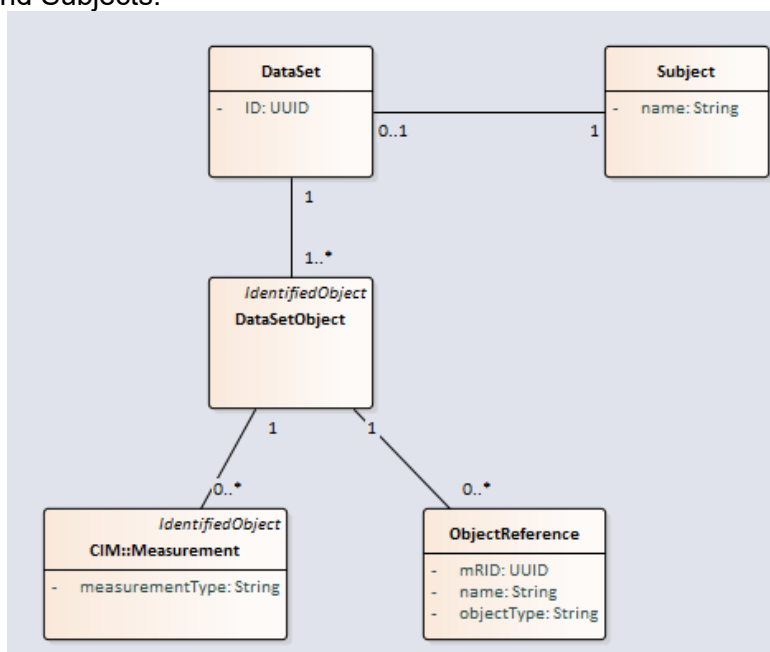 nd Subjects.
DataSet
- ID: UUID
Subject
- name: String
0..1
1
1
1..*
IdentifiedObject
DataSetObject
1
1
0..*
0..*
IdentifiedObject
CIM::Measurement
- measurementType: String
ObjectReference
- mRID: UUID
- name: String
- objectType: String